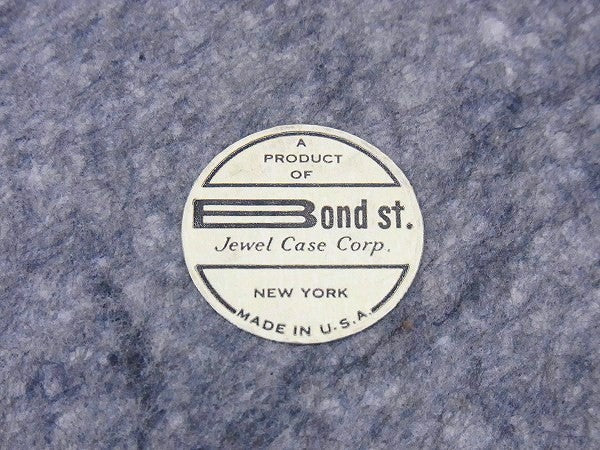 A
PRODUCT
OF
Bond st.
Jewel Case Corp.
NEW YORK
MADE IN U.S.A.